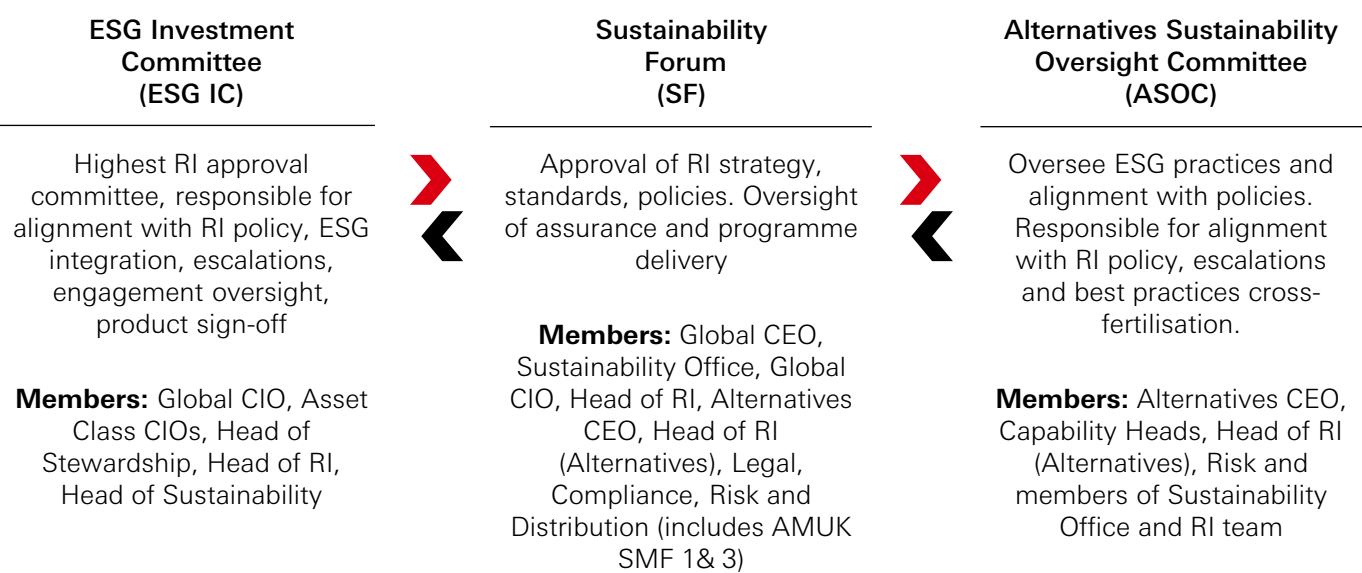 ESG Investment
Committee
(ESG IC)
Highest RI approval
committee, responsible for
alignment with RI policy, ESG
integration, escalations,
engagement oversight,
product sign-off
Members: Global CIO, Asset
Class CIOs, Head of
Stewardship, Head of RI,
Head of Sustainability
Sustainability
Forum
(SF)
Approval of RI strategy,
standards, policies. Oversight
of assurance and programme
delivery
Members: Global CEO,
Sustainability Office, Global
CIO, Head of RI, Alternatives
CEO, Head of RI
(Alternatives), Legal,
Compliance, Risk and
Distribution (includes AMUK
SMF 1& 3)
Alternatives Sustainability
Oversight Committee
(ASOC)
Oversee ESG practices and
alignment with policies.
Responsible for alignment
with RI policy, escalations
and best practices cross-
fertilisation.
Members: Alternatives CEO,
Capability Heads, Head of RI
(Alternatives), Risk and
members of Sustainability
Office and RI team